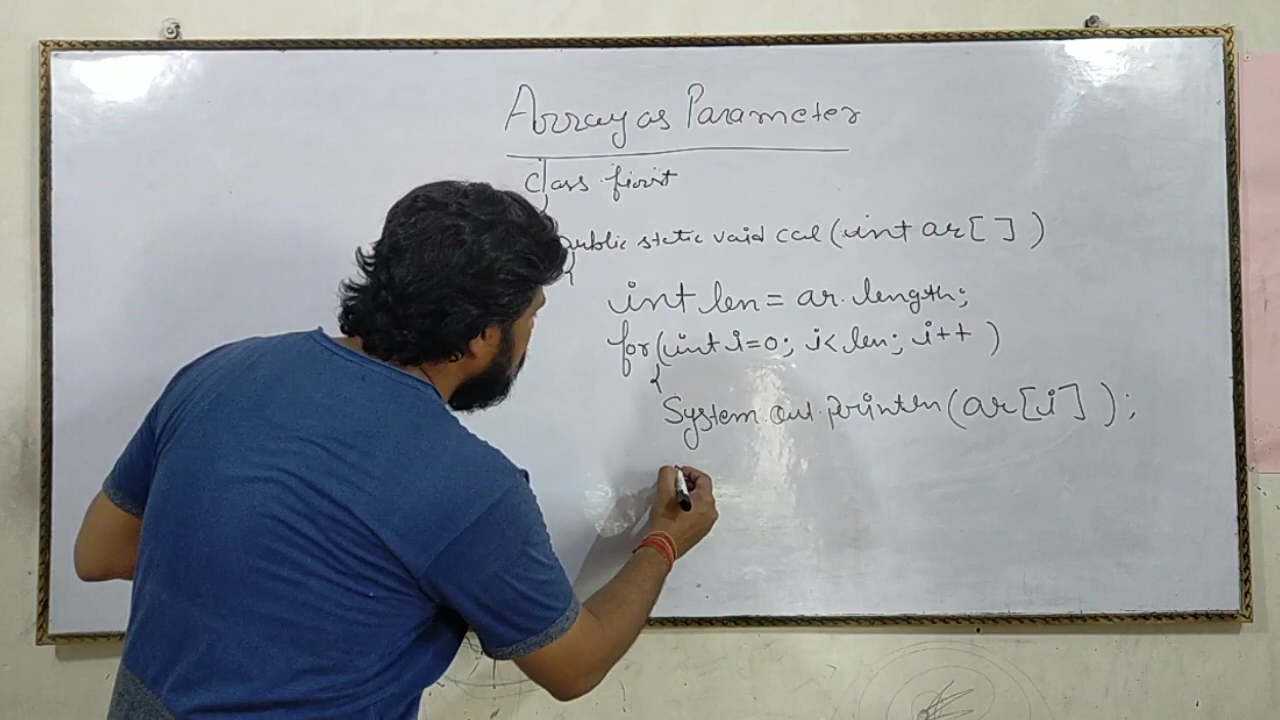 Array as Parameter
class first
{
public static void cal(int ar[ ])
{
int len = ar.length;
for(int i=0; i< len; i++ )
{
System.out.println(ar[i] );